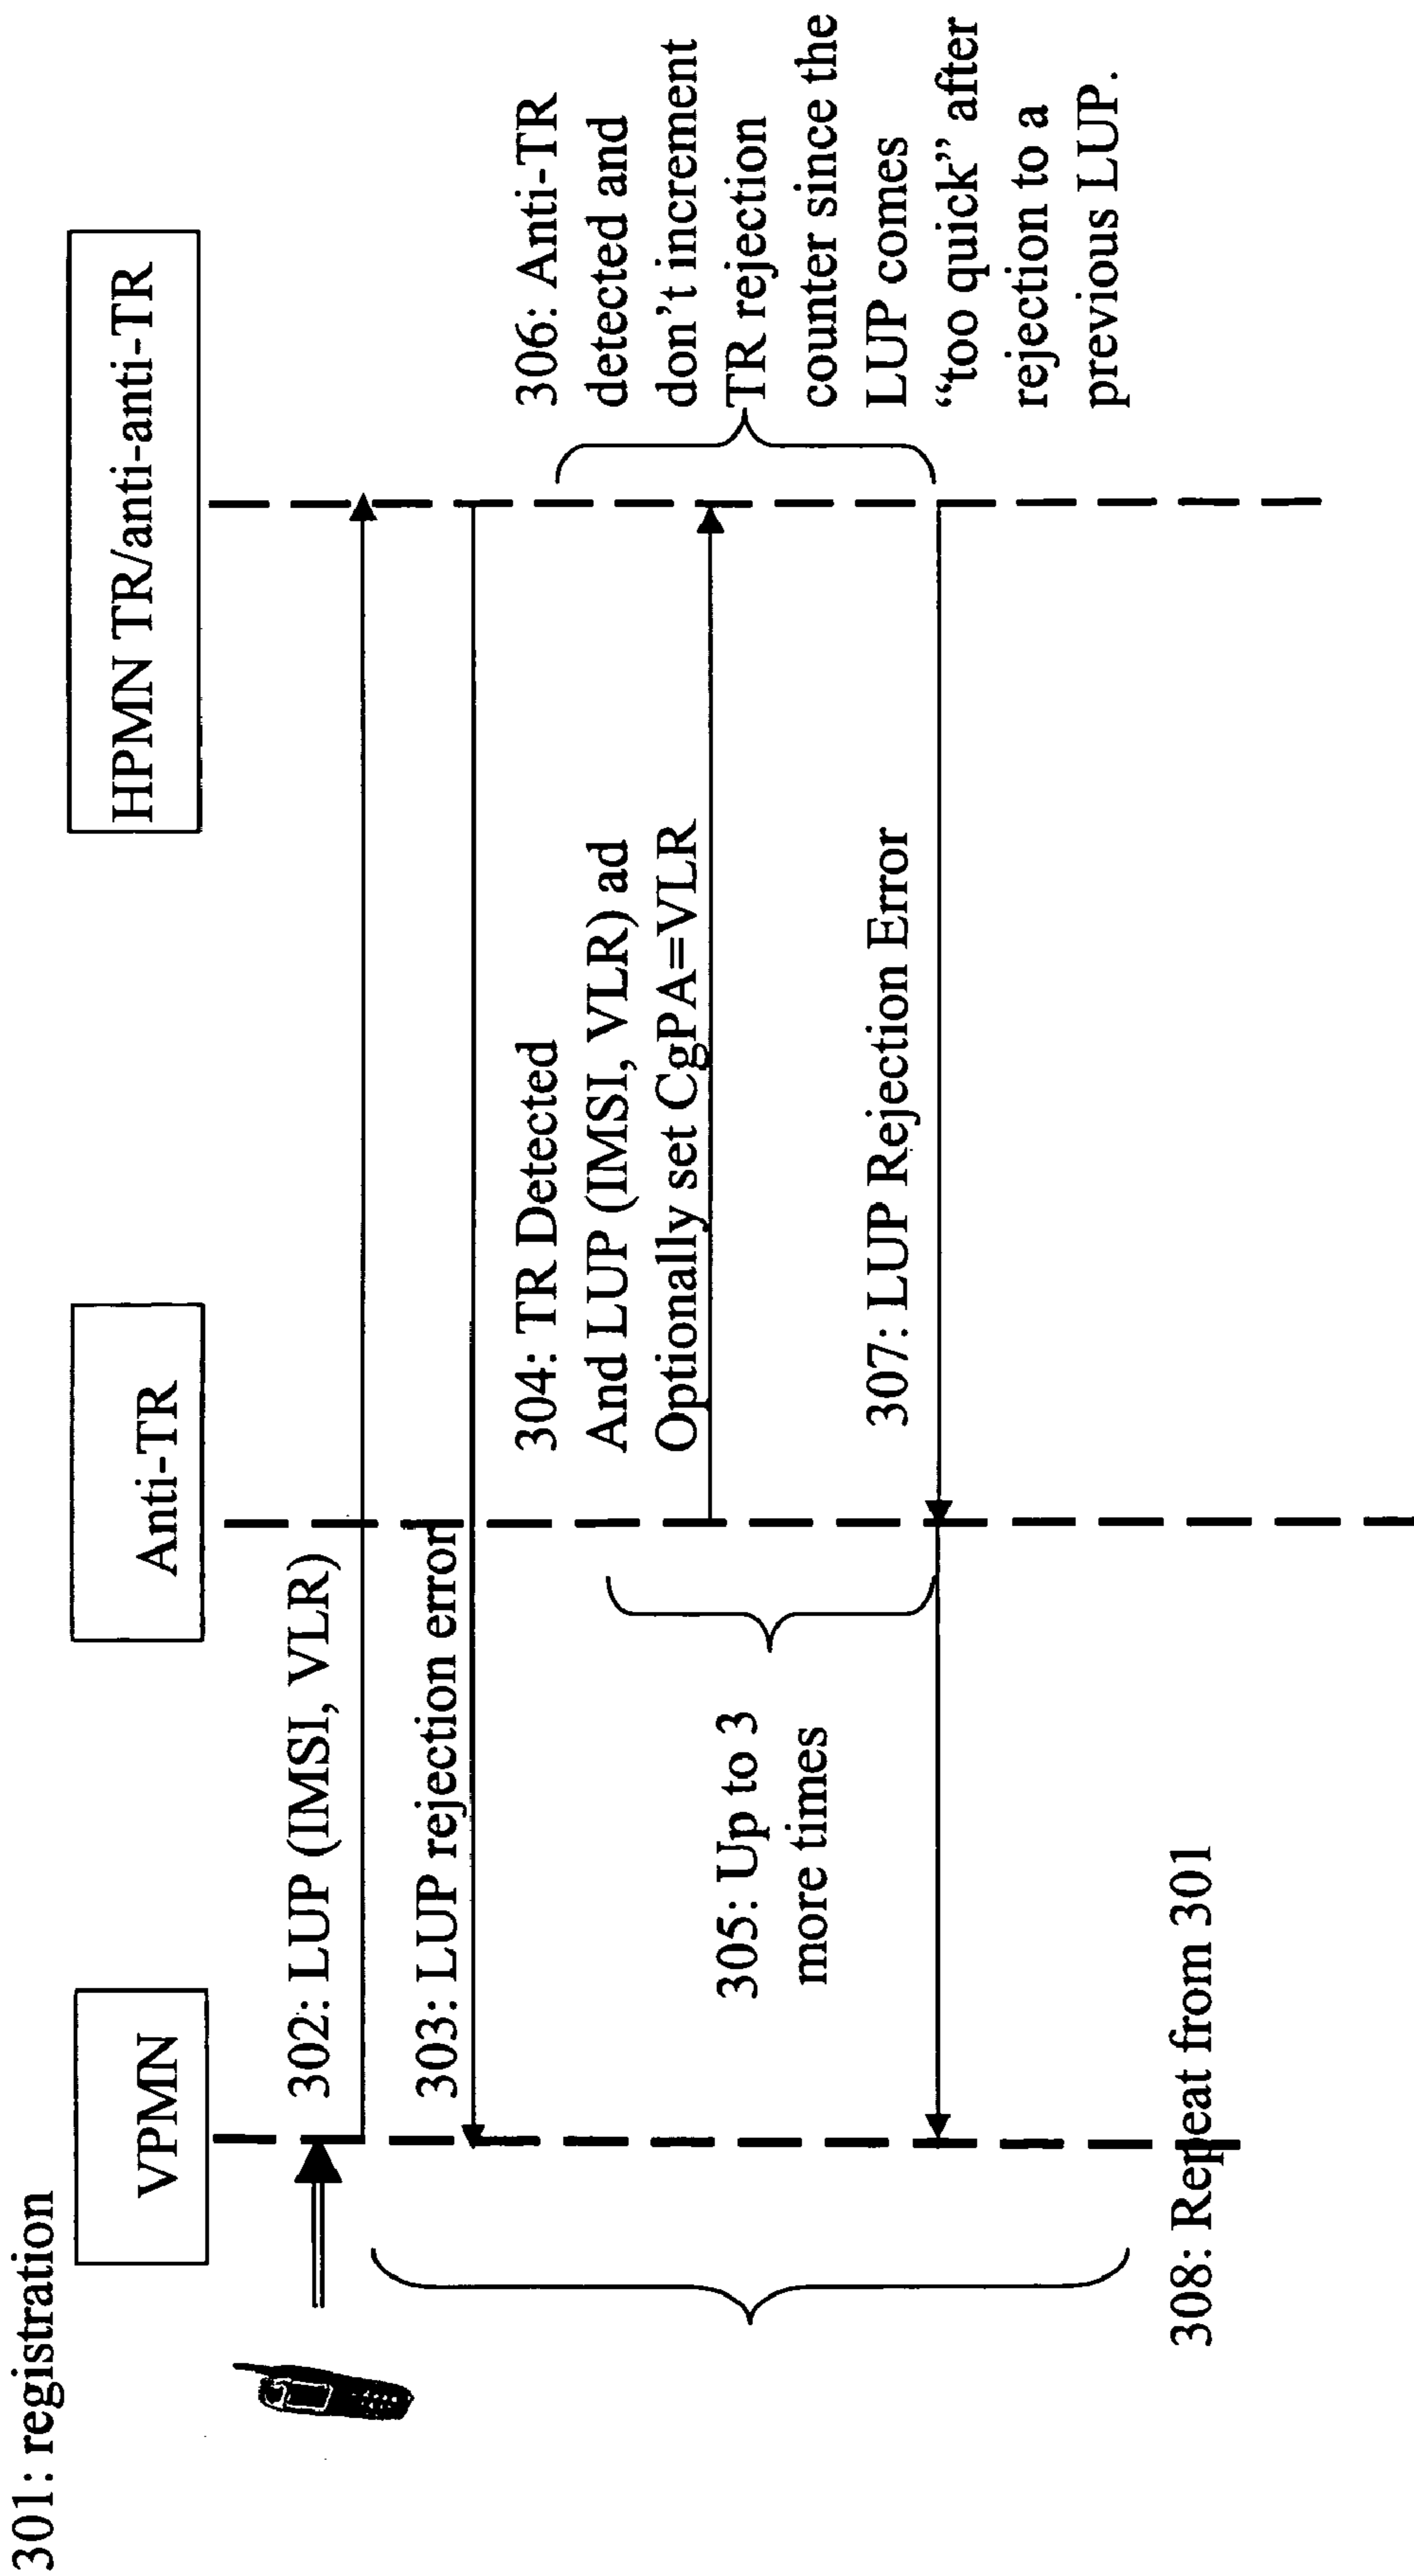 301: registration
VPMN
Anti-TR
HPMN TR/anti-anti-TR
302: LUP (IMSI, VLR)
303: LUP rejection error
304: TR Detected
And LUP (IMSI, VLR) ad
Optionally set CgPA=VLR
305: Up to 3
more times
306: Anti-TR
detected and
don't increment
TR rejection
counter since the
LUP comes
“too quick” after
rejection to a
previous LUP.
307: LUP Rejection Error
308: Repeat from 301